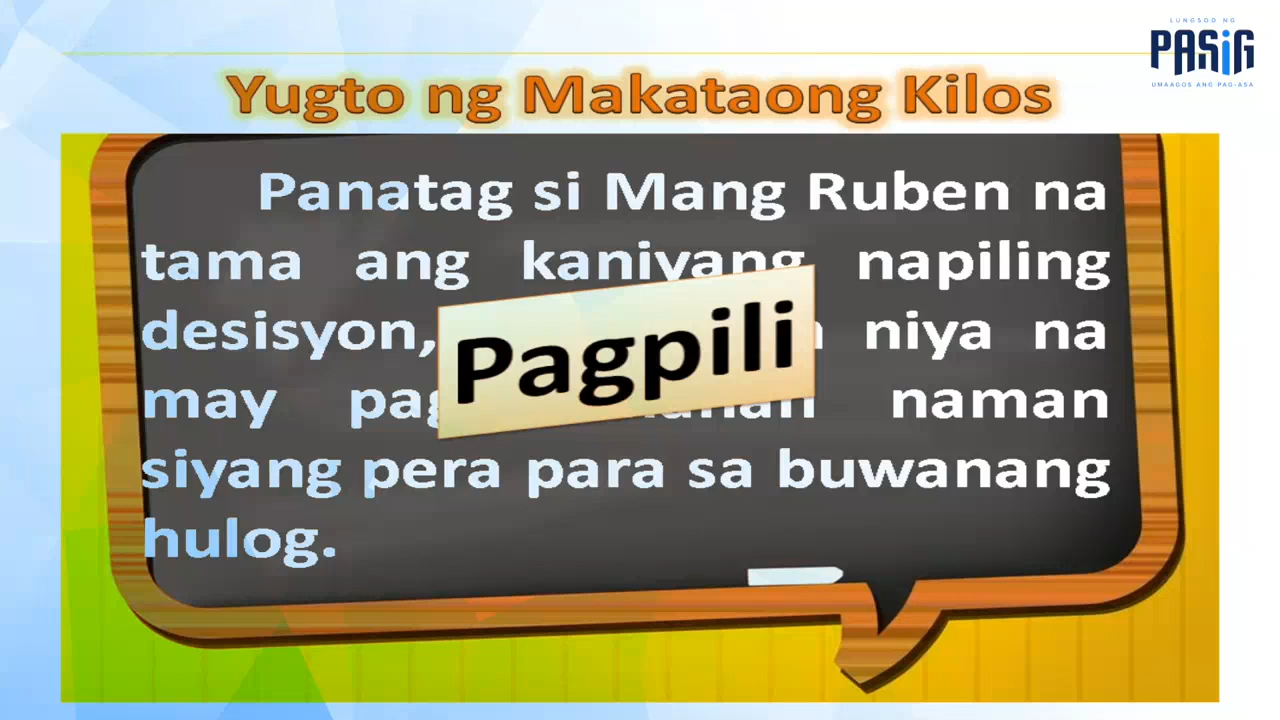 LUNGSOD NG
PASIG
UMAAGOS ANG PAG-ASA
Yugto ng Makataong Kilos
Panatag si Mang Ruben na
tama ang kaniyang napiling
desisyon, niya na
may naman
siyang pera para sa buwanang
hulog.
Pagpili